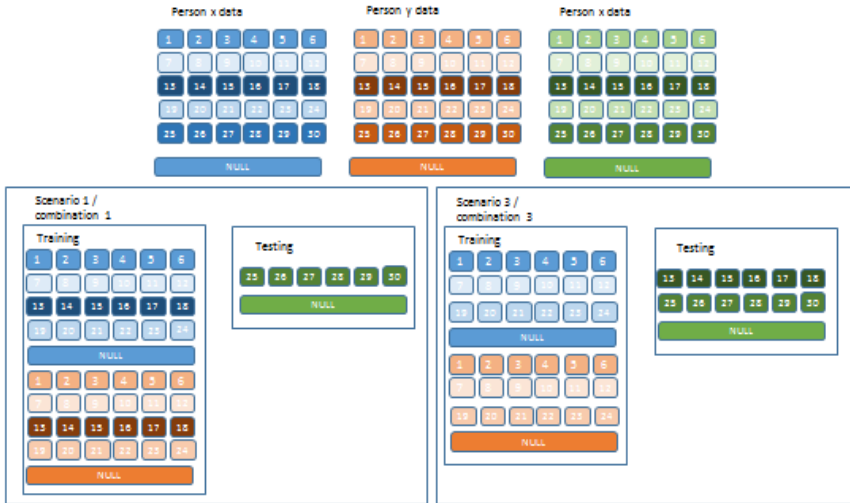 Person x data
Person y data
Person x data
1 2 3 4 5 6
7 8 9 10 11 12
13 14 15 16 17 18
19 20 21 22 23 24
25 26 27 28 29 30
NULL
1 2 3 4 5 6
7 8 9 10 11 12
13 14 15 16 17 18
19 20 21 22 23 24
25 26 27 28 29 30
NULL
1 2 3 4 5 6
7 8 9 10 11 12
13 14 15 16 17 18
19 20 21 22 23 24
25 26 27 28 29 30
NULL
Scenario 1 /
combination 1
Training
1 2 3 4 5 6
7 8 9 10 11 12
13 14 15 16 17 18
19 20 21 22 23 24
NULL
1 2 3 4 5 6
7 8 9 10 11 12
13 14 15 16 17 18
19 20 21 22 23 24
NULL
Testing
25 26 27 28 29 30
NULL
Scenario 3 /
combination 3
Training
1 2 3 4 5 6
7 8 9 10 11 12
19 20 21 22 23 24
NULL
1 2 3 4 5 6
7 8 9 10 11 12
19 20 21 22 23 24
NULL
Testing
13 14 15 16 17 18
25 26 27 28 29 30
NULL